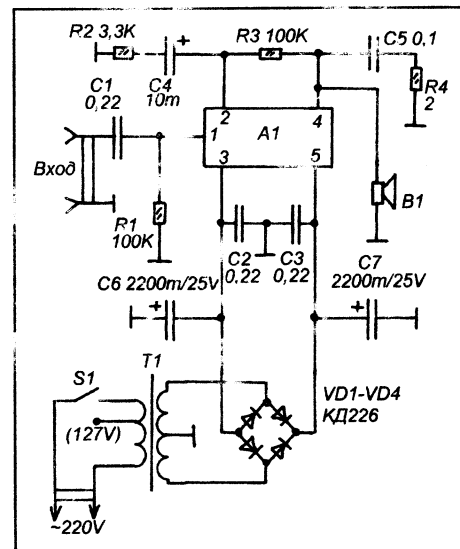 R2 3,3K
+
R3 100K
C5 0,1
C1
0,22
C4
10m
R4
2
2
4
A1
1
3
5
Вход
B1
R1
100K
C2
0,22
C3
0,22
C6 2200m/25V
C7
2200m/25V
+
+
S1
T1
(127V)
VD1-VD4
КД226
~220V